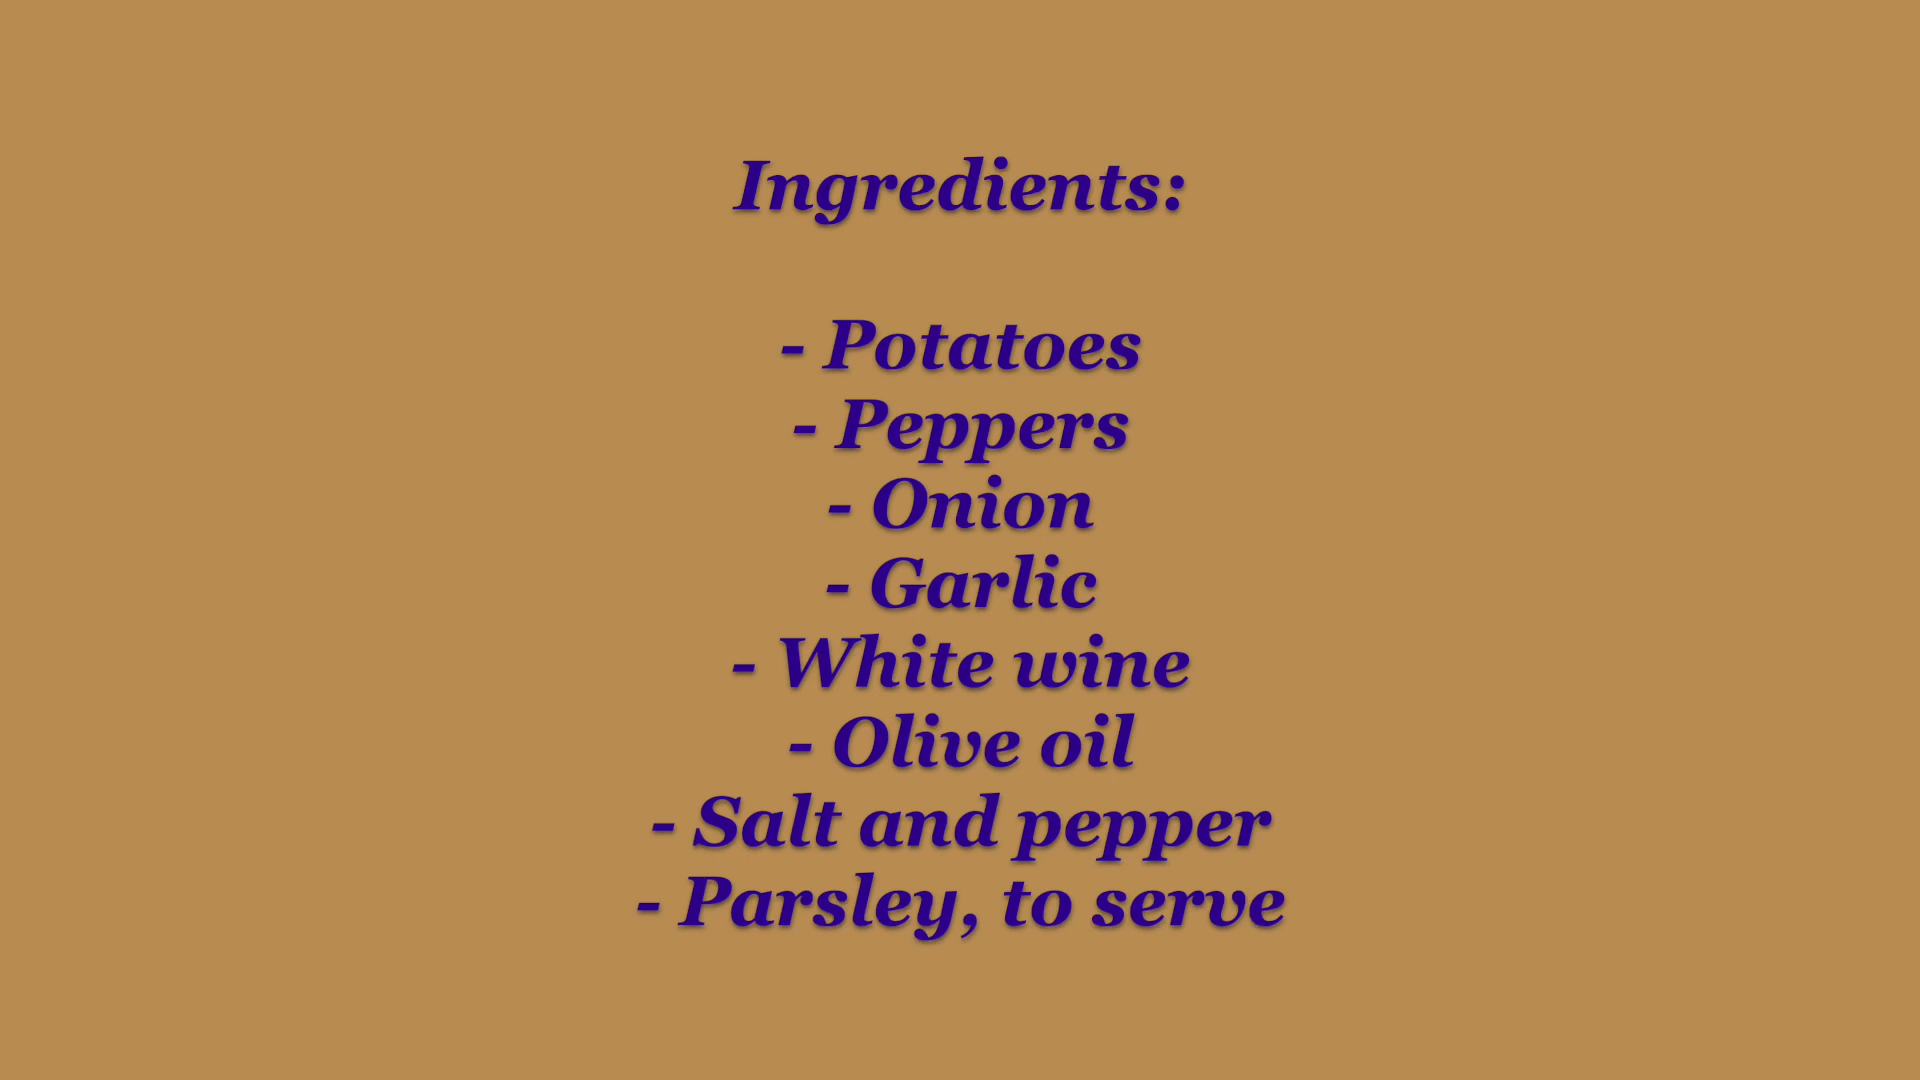 Ingredients:
- Potatoes
- Peppers
- Onion
- Garlic
- White wine
- Olive oil
- Salt and pepper
- Parsley, to serve